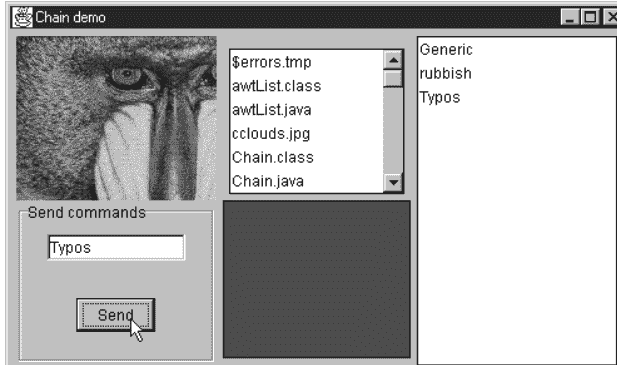 Chain demo
$errors.tmp
awtList.class
awtList.java
cclouds.jpg
Chain.class
Chain.java
Generic
rubbish
Typos
Send commands
Typos
Send